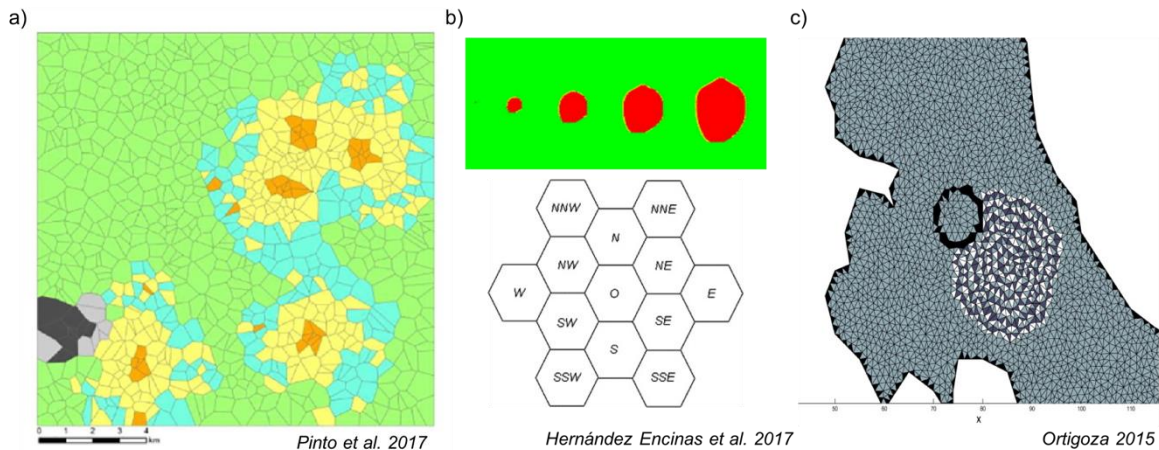 a)
b)
c)
NNW
NNE
N
NW
NE
W
O
E
SW
SE
S
SSW
SSE
0 1 2 3 4
km
50 60 70 80 90 100 110
X
Pinto et al. 2017
Hernández Encinas et al. 2017
Ortigoza 2015